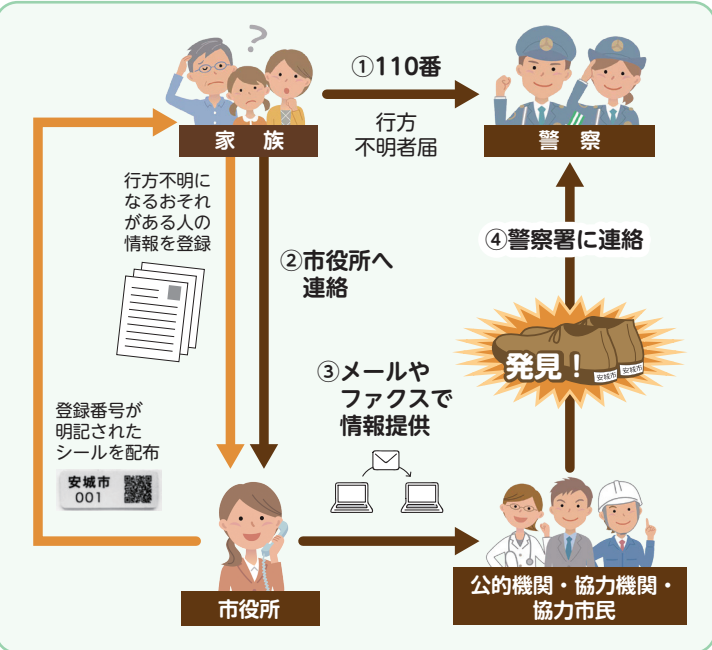 ①110番
行方
不明者届
家族
警察
行方不明に
なるおそれ
がある人の
情報を登録
②市役所へ
連絡
④警察署に連絡
発見！
安城市
安城市
③メールや
ファクスで
情報提供
登録番号が
明記された
シールを配布
安城市
001
市役所
公的機関・協力機関・
協力市民